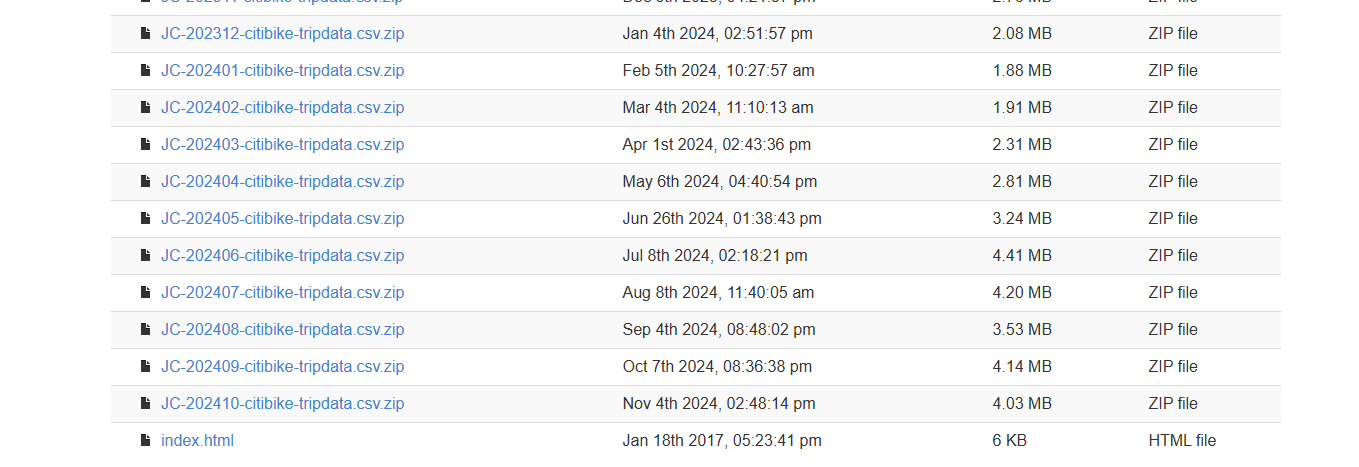 JC-202312-citibike-tripdata.csv.zip Jan 4th 2024, 02:51:57 pm 2.08 MB ZIP file
JC-202401-citibike-tripdata.csv.zip Feb 5th 2024, 10:27:57 am 1.88 MB ZIP file
JC-202402-citibike-tripdata.csv.zip Mar 4th 2024, 11:10:13 am 1.91 MB ZIP file
JC-202403-citibike-tripdata.csv.zip Apr 1st 2024, 02:43:36 pm 2.31 MB ZIP file
JC-202404-citibike-tripdata.csv.zip May 6th 2024, 04:40:54 pm 2.81 MB ZIP file
JC-202405-citibike-tripdata.csv.zip Jun 26th 2024, 01:38:43 pm 3.24 MB ZIP file
JC-202406-citibike-tripdata.csv.zip Jul 8th 2024, 02:18:21 pm 4.41 MB ZIP file
JC-202407-citibike-tripdata.csv.zip Aug 8th 2024, 11:40:05 am 4.20 MB ZIP file
JC-202408-citibike-tripdata.csv.zip Sep 4th 2024, 08:48:02 pm 3.53 MB ZIP file
JC-202409-citibike-tripdata.csv.zip Oct 7th 2024, 08:36:38 pm 4.14 MB ZIP file
JC-202410-citibike-tripdata.csv.zip Nov 4th 2024, 02:48:14 pm 4.03 MB ZIP file
index.html Jan 18th 2017, 05:23:41 pm 6 KB HTML file